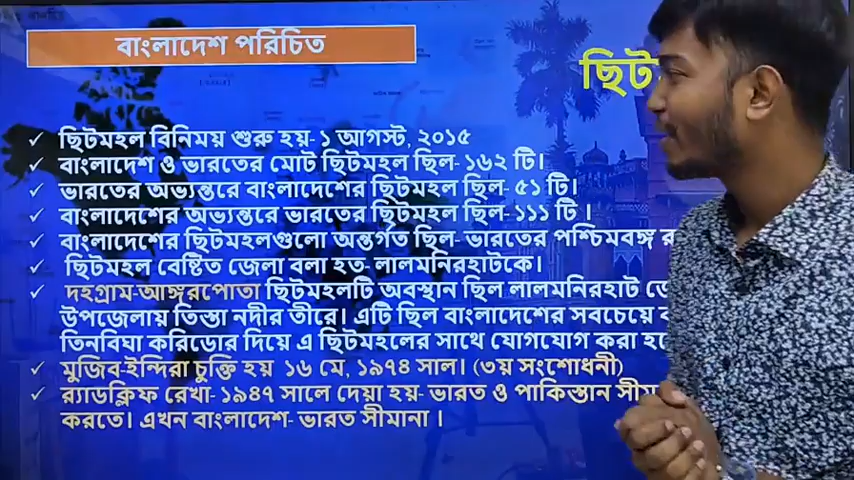 বাংলাদেশ পরিচিত
ছিট
✓ ছিটমহল বিনিময় শুরু হয়- ১ আগস্ট, ২০১৫
✓ বাংলাদেশ ও ভারতের মোট ছিটমহল ছিল- ১৬২ টি।
✓ ভারতের অভ্যন্তরে বাংলাদেশের ছিটমহল ছিল- ৫১ টি।
✓ বাংলাদেশের অভ্যন্তরে ভারতের ছিটমহল ছিল- ১১১ টি ।
✓ বাংলাদেশের ছিটমহলগুলো অন্তর্গত ছিল- ভারতের পশ্চিমবঙ্গ
✓ ছিটমহল বেষ্টিত জেলা বলা হত- লালমনিরহাটকে।
✓ দহগ্রাম-আঙ্গরপোতা ছিটমহলটি অবস্থান ছিল লালমনিরহাট
উপজেলায় তিস্তা নদীর তীরে। এটি ছিল বাংলাদেশের সবচেয়ে
তিনবিঘা করিডোর দিয়ে এ ছিটমহলের সাথে যোগযোগ করা
✓ মুজিব-ইন্দিরা চুক্তি হয় ১৬ মে, ১৯৭৪ সাল। (৩য় সংশোধনী)
✓ র‍্যাডক্লিফ রেখা- ১৯৪৭ সালে দেয়া হয়- ভারত ও পাকিস্তান
করতে। এখন বাংলাদেশ- ভারত সীমানা ।